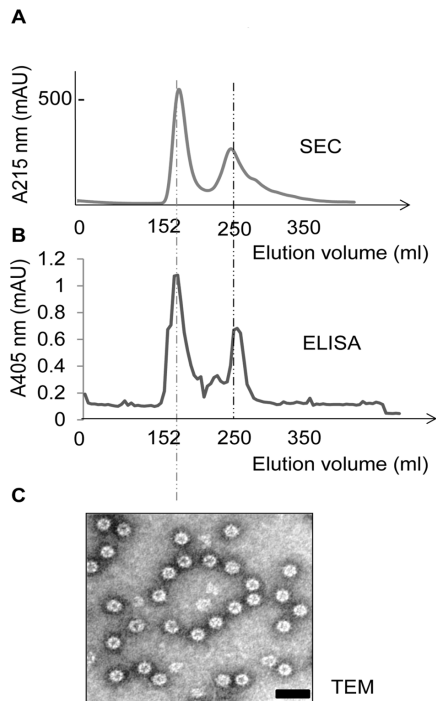 A
A215 nm (mAU)
500
SEC
0 152 250 350
Elution volume (ml)
B
A405 nm (mAU)
1.2
1
0.8
0.6
0.4
0.2
0
ELISA
0 152 250 350
Elution volume (ml)
C
TEM